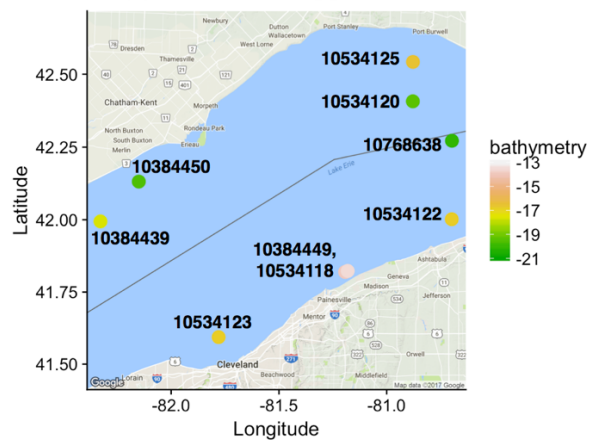 Newbury
Dutton
Port Stanley
Port Burwell
Wallacetown
West Lorne
Dresden
Thamesville
Chatham-Kent
Morpeth
North Buxton
South Buxton
Merlin
Rondeau Park
Erieau
10534125
10534120
10768638
10384450
Lake Erie
10384439
10534122
10384449,
10534118
10534123
Ashtabula
Geneva
Madison
Jefferson
Painesville
Mentor
Orwell
Cleveland
Beachwood
Middlefield
Lorain
Google
Map data ©2017 Google
42.50
42.25
42.00
41.75
41.50
Latitude
-82.0
-81.5
-81.0
Longitude
bathymetry
-13
-15
-17
-19
-21